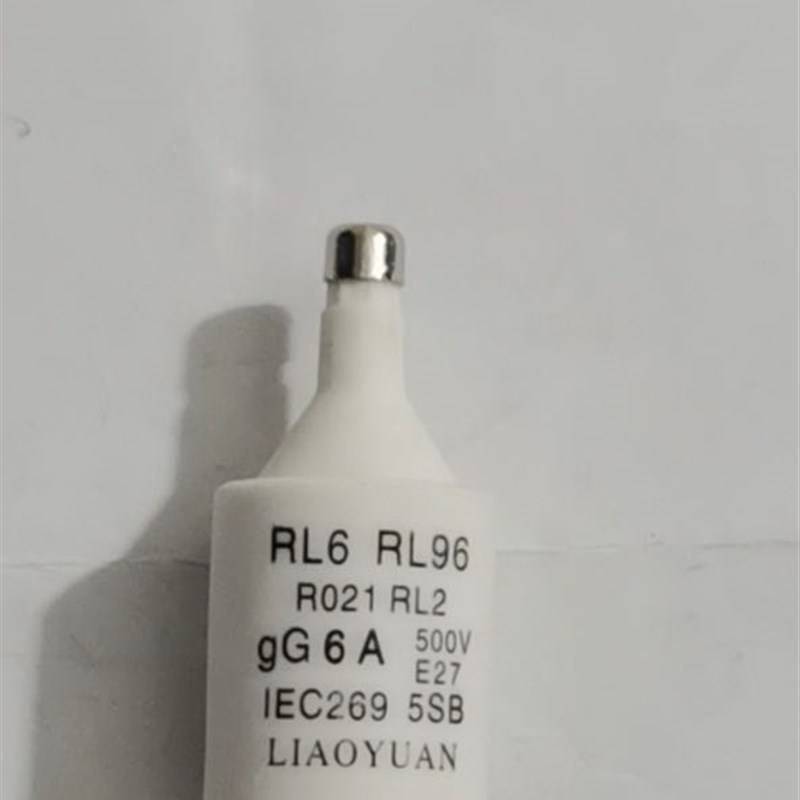 RL6 RL96
R021 RL2
gG 6 A 500V
E27
IEC269 5SB
LIAOYUAN